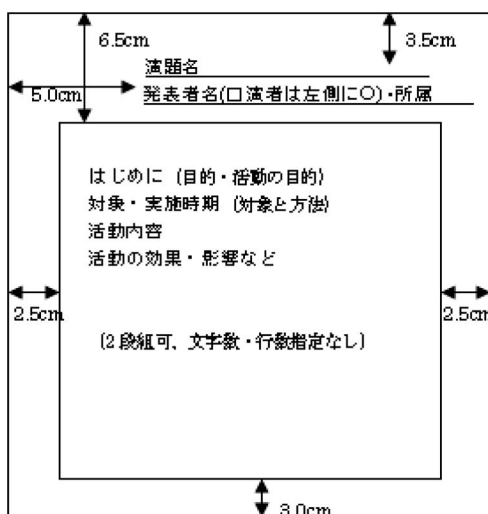 6.5cm
3.5cm
演題名
5.0cm
発表者名(口演者は左側に○)・所属
はじめに (目的・活動の目的)
対象・実施時期 (対象と方法)
活動内容
活動の効果・影響など
2.5cm
2.5cm
(2段組可、文字数・行数指定なし)
3.0cm